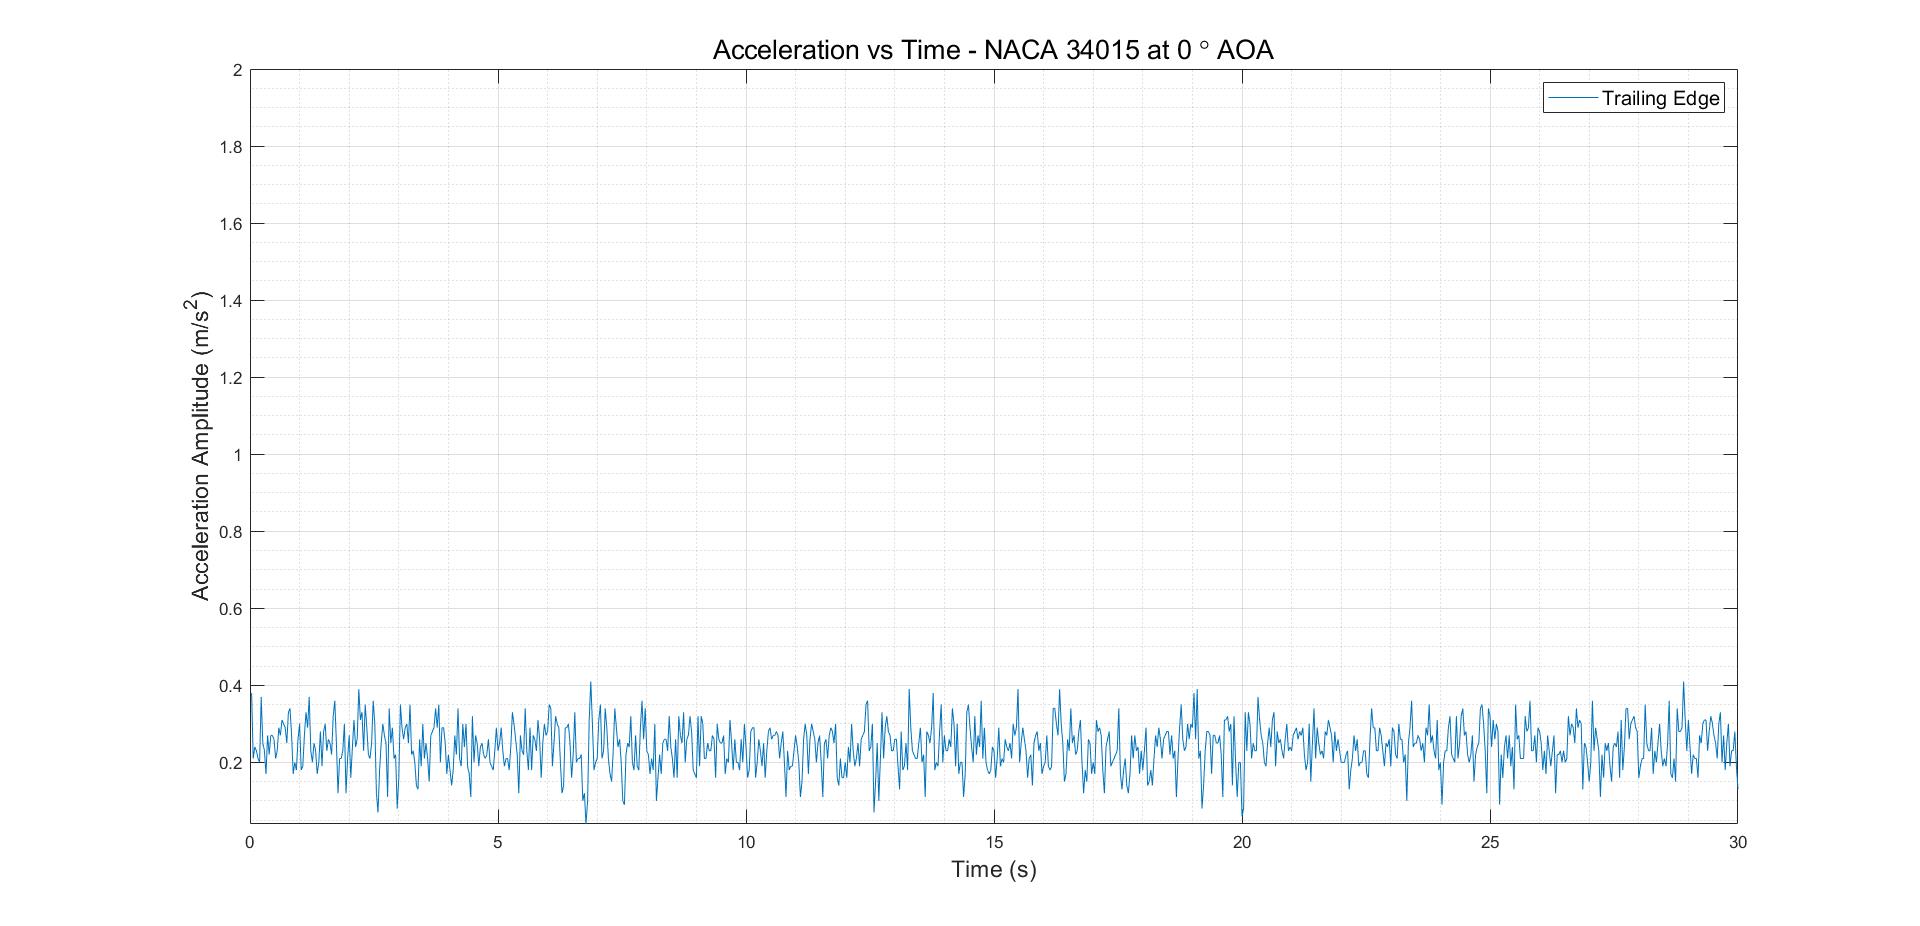 Acceleration vs Time - NACA 34015 at 0 ° AOA
Trailing Edge
Acceleration Amplitude (m/s²)
2
1.8
1.6
1.4
1.2
1
0.8
0.6
0.4
0.2
0 5 10 15 20 25 30
Time (s)